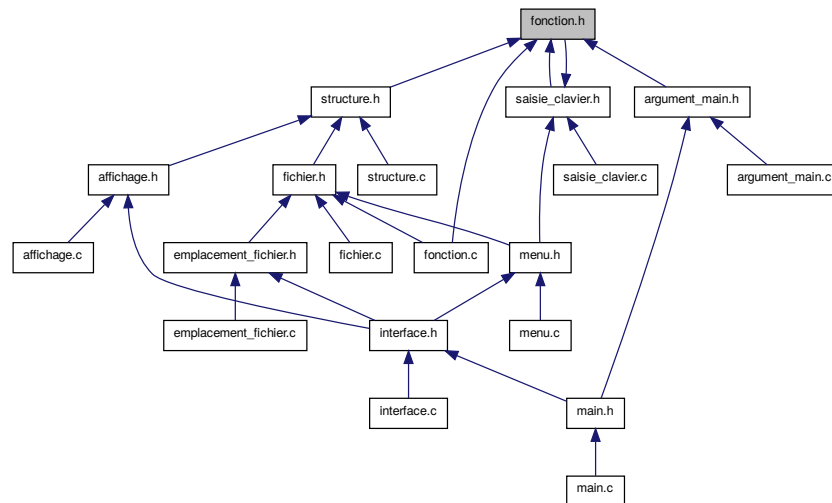 fonction.h
structure.h
saisie_clavier.h
argument_main.h
affichage.h
fichier.h
structure.c
saisie_clavier.c
argument_main.c
affichage.c
emplacement_fichier.h
fichier.c
fonction.c
menu.h
emplacement_fichier.c
interface.h
menu.c
interface.c
main.h
main.c